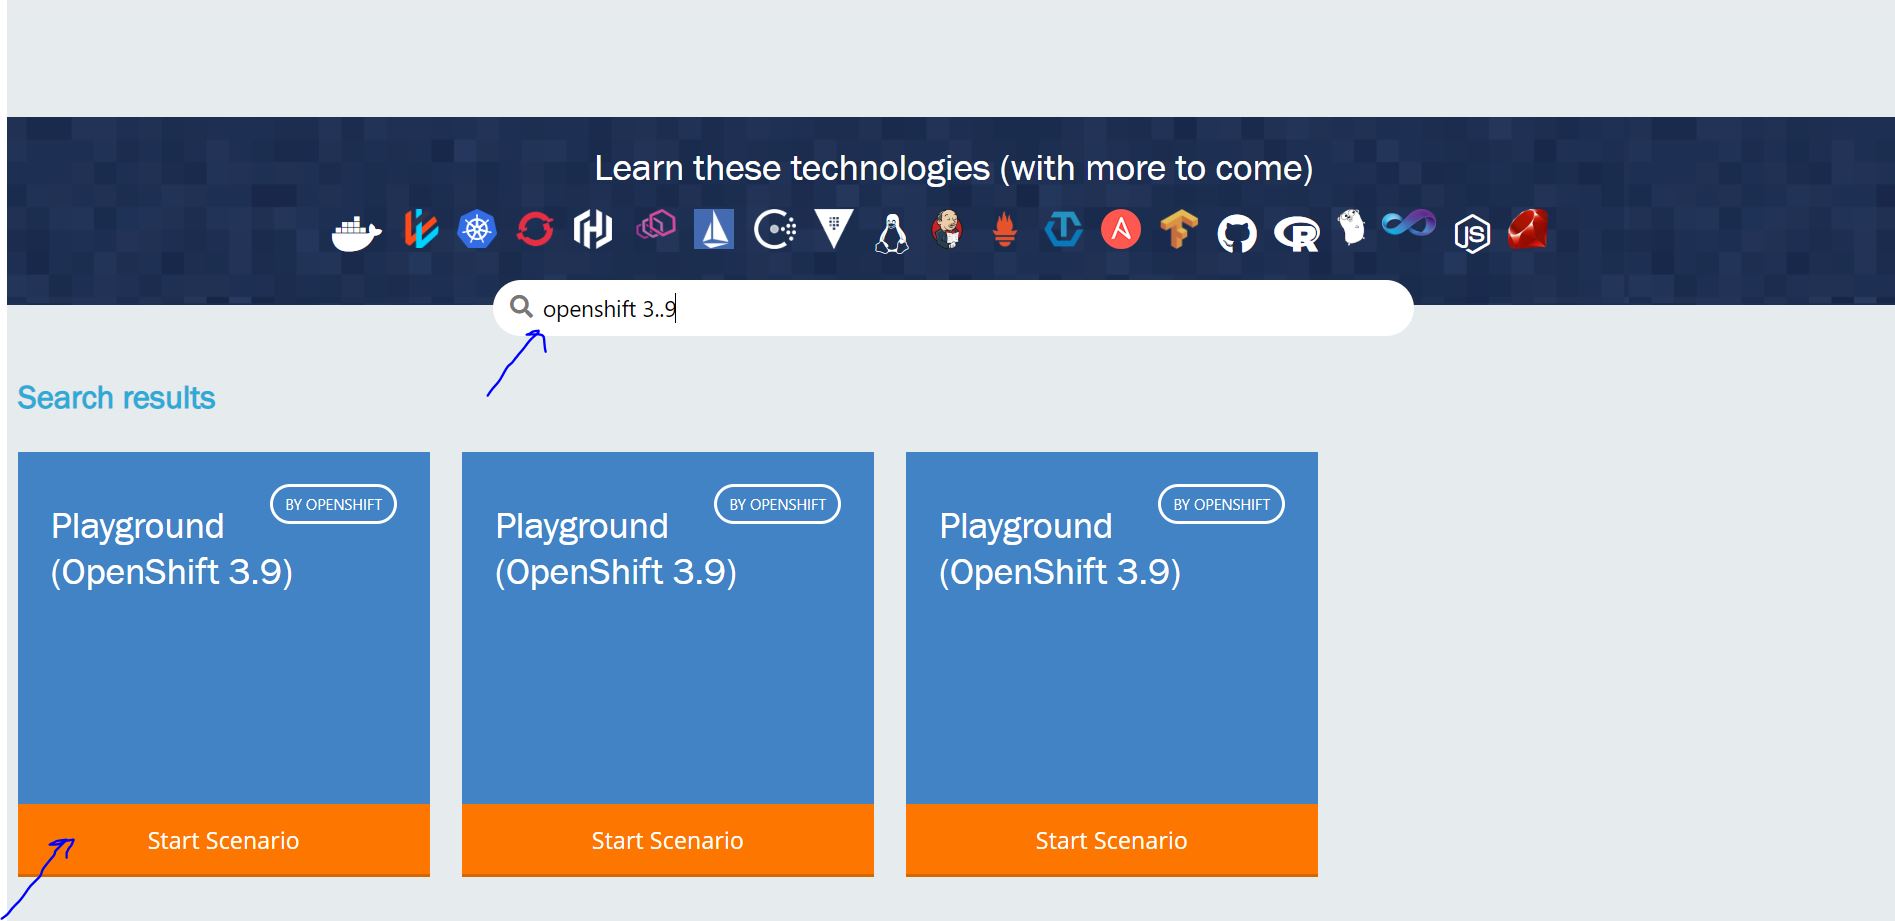 Learn these technologies (with more to come)
JS
R
openshift 3..9
Search results
BY OPENSHIFT
Playground
(OpenShift 3.9)
Start Scenario
BY OPENSHIFT
Playground
(OpenShift 3.9)
Start Scenario
BY OPENSHIFT
Playground
(OpenShift 3.9)
Start Scenario